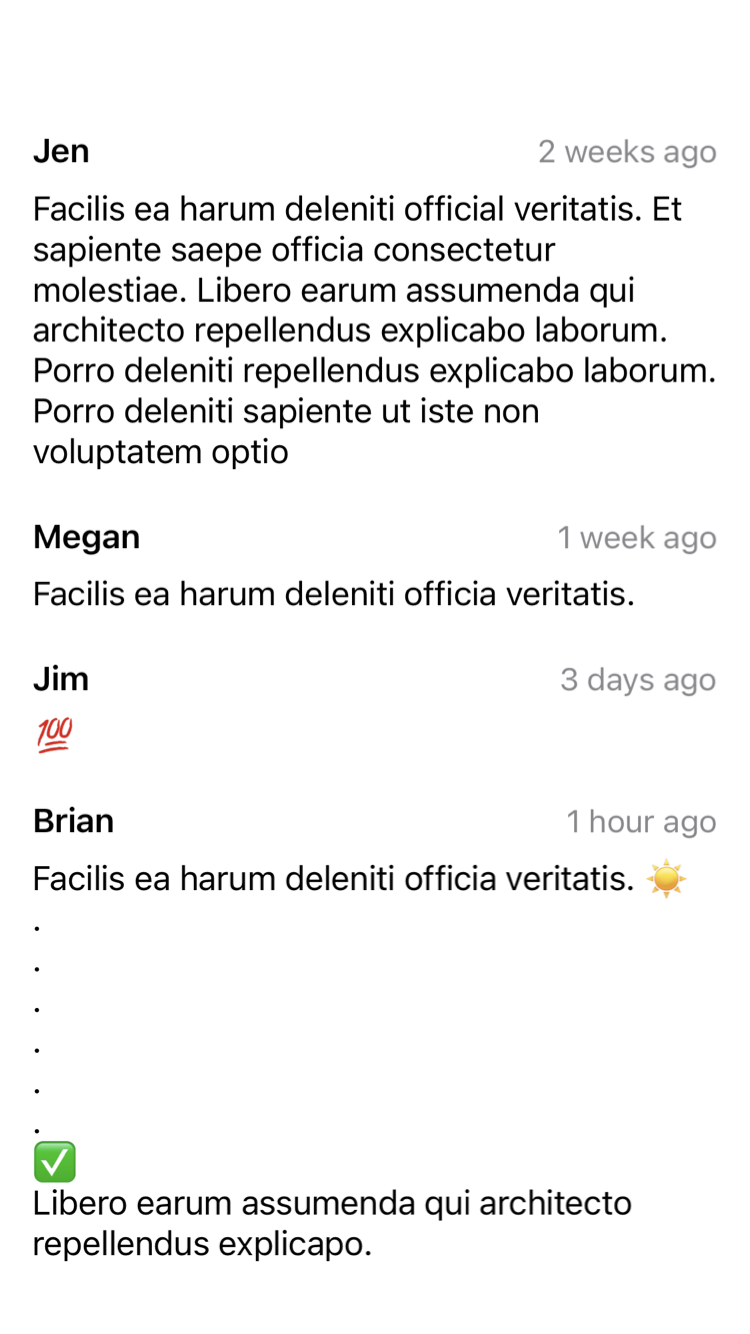 Jen 2 weeks ago
Facilis ea harum deleniti official veritatis. Et
sapiente saepe officia consectetur
molestiae. Libero earum assumenda qui
architecto repellendus explicabo laborum.
Porro deleniti repellendus explicabo laborum.
Porro deleniti sapiente ut iste non
voluptatem optio
Megan 1 week ago
Facilis ea harum deleniti officia veritatis.
Jim 3 days ago
💯
Brian 1 hour ago
Facilis ea harum deleniti officia veritatis. ☀️
.
.
.
.
.
.
✅
Libero earum assumenda qui architecto
repellendus explicapo.